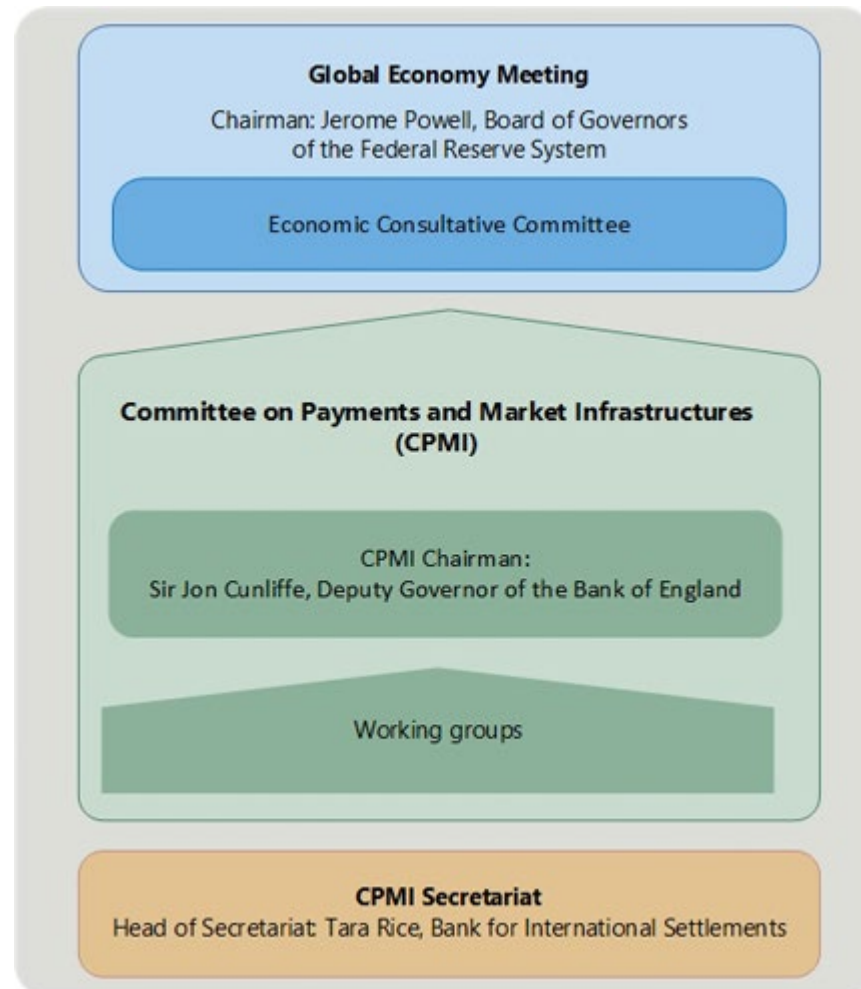 Global Economy Meeting
Chairman: Jerome Powell, Board of Governors
of the Federal Reserve System
Economic Consultative Committee
Committee on Payments and Market Infrastructures
(CPMI)
CPMI Chairman:
Sir Jon Cunliffe, Deputy Governor of the Bank of England
Working groups
CPMI Secretariat
Head of Secretariat: Tara Rice, Bank for International Settlements